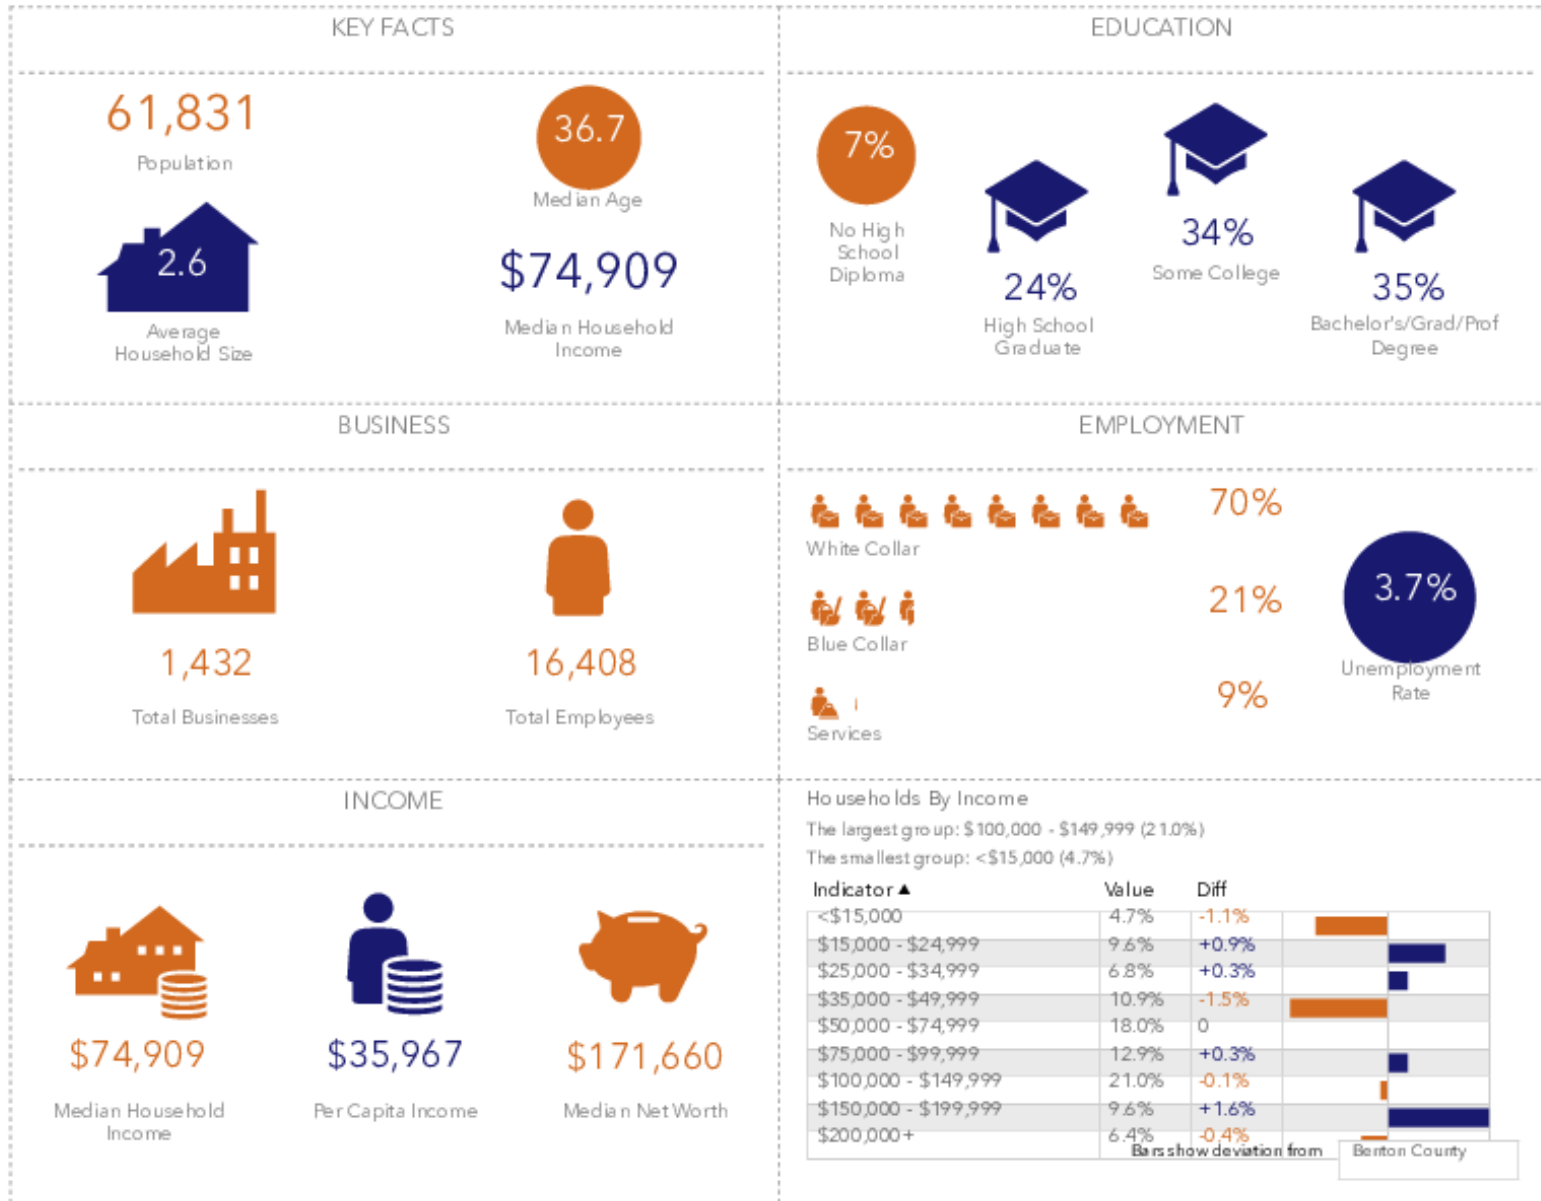 KEY FACTS
61,831
Population
36.7
Median Age
2.6
Average
Household Size
$74,909
Median Household
Income
EDUCATION
7%
No High
School
Diploma
24%
High School
Graduate
34%
Some College
35%
Bachelor's/Grad/Prof
Degree
BUSINESS
1,432
Total Businesses
16,408
Total Employees
EMPLOYMENT
70%
White Collar
21%
Blue Collar
9%
Services
3.7%
Unemployment
Rate
INCOME
$74,909
Median Household
Income
$35,967
Per Capita Income
$171,660
Median Net Worth
Households By Income
The largest group: $100,000 - $149,999 (21.0%)
The smallest group: <$15,000 (4.7%)
Indicator ▲ Value Diff
<$15,000 4.7% -1.1%
$15,000 - $24,999 9.6% +0.9%
$25,000 - $34,999 6.8% +0.3%
$35,000 - $49,999 10.9% -1.5%
$50,000 - $74,999 18.0% 0
$75,000 - $99,999 12.9% +0.3%
$100,000 - $149,999 21.0% -0.1%
$150,000 - $199,999 9.6% +1.6%
$200,000+ 6.4% -0.4%
Bars show deviation from Benton County